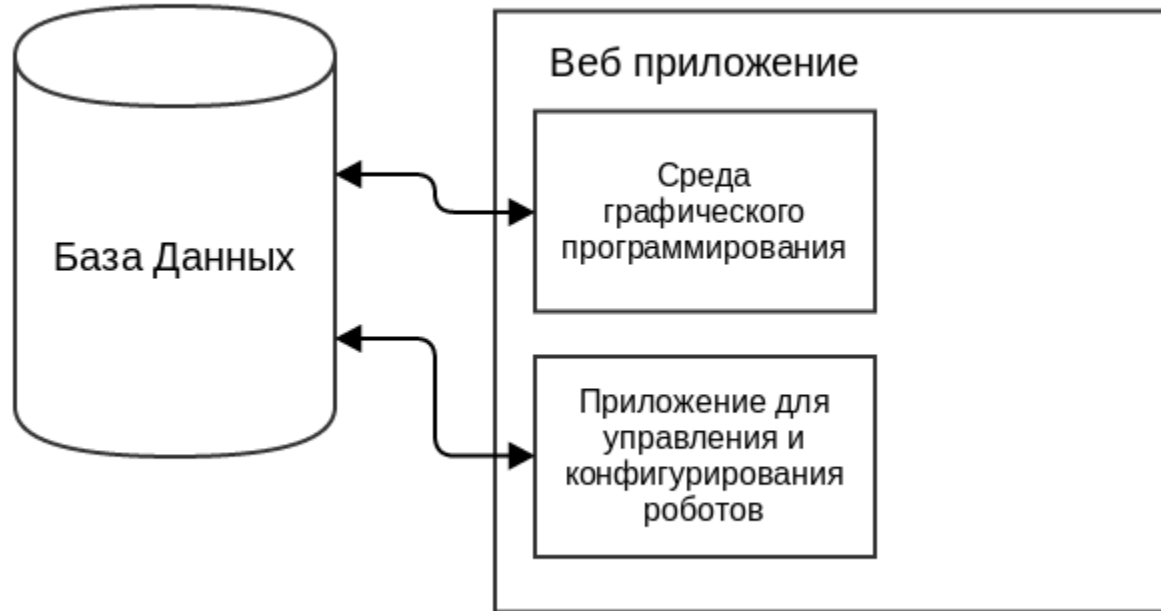 База Данных
Веб приложение
Среда
графического
программирования
Приложение для
управления и
конфигурирования
роботов